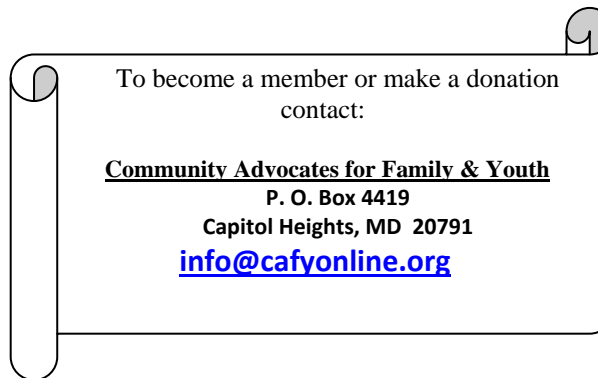 To become a member or make a donation
contact:
Community Advocates for Family & Youth
P. O. Box 4419
Capitol Heights, MD  20791
info@cafyonline.org